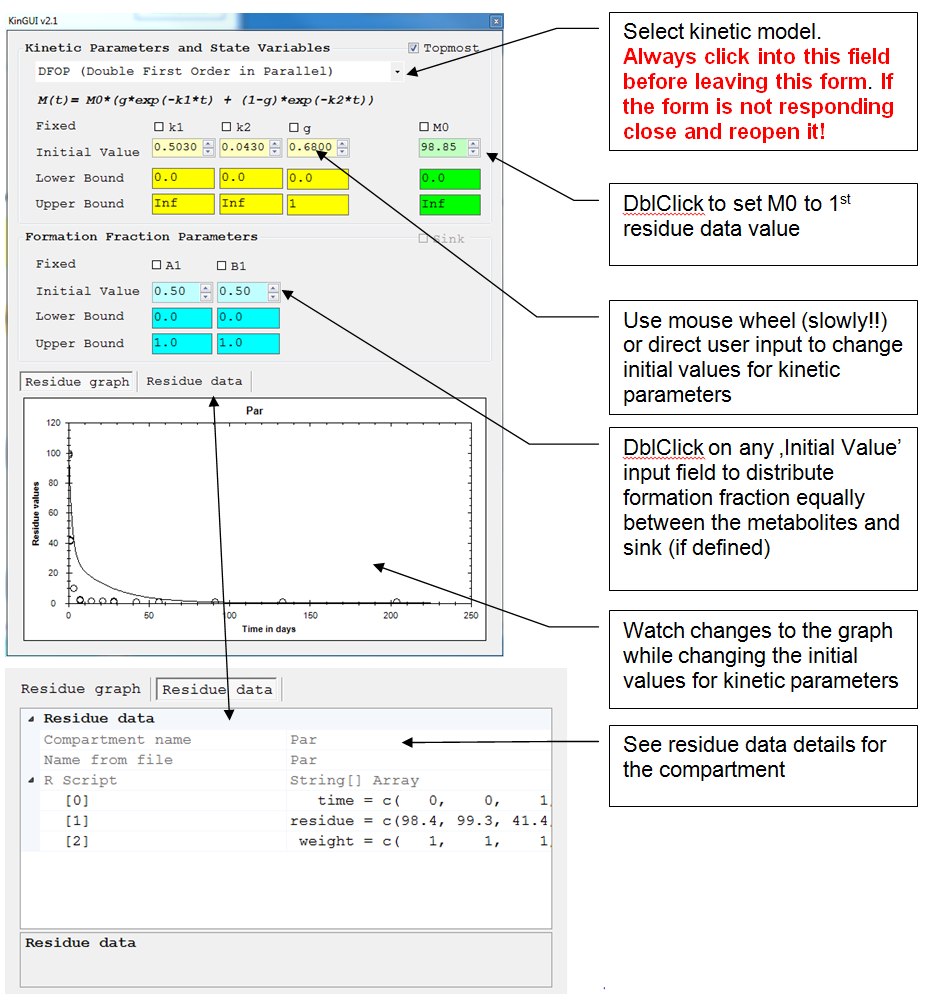 KinGUI v2.1
x
Kinetic Parameters and State Variables
Topmost
DFOP (Double First Order in Parallel)
M(t)= M0*(g*exp(-k1*t) + (1-g)*exp(-k2*t))
Fixed k1 k2 g M0
Initial Value 0.5030 0.0430 0.6800 98.85
Lower Bound 0.0 0.0 0.0 0.0
Upper Bound Inf Inf 1 Inf
Formation Fraction Parameters
Sink
Fixed A1 B1
Initial Value 0.50 0.50
Lower Bound 0.0 0.0
Upper Bound 1.0 1.0
Residue graph Residue data
Par
120
100
80
60
40
20
0
Residue values
0 50 100 150 200 250
Time in days
Residue graph Residue data
Residue data
Compartment name Par
Name from file Par
R Script String[] Array
[0] time = c( 0, 0, 1,
[1] residue = c(98.4, 99.3, 41.4,
[2] weight = c( 1, 1, 1,
Residue data
Select kinetic model.
Always click into this field
before leaving this form. If
the form is not responding
close and reopen it!
DblClick to set M0 to 1st
residue data value
Use mouse wheel (slowly!!)
or direct user input to change
initial values for kinetic
parameters
DblClick on any ‚Initial Value’
input field to distribute
formation fraction equally
between the metabolites and
sink (if defined)
Watch changes to the graph
while changing the initial
values for kinetic parameters
See residue data details for
the compartment